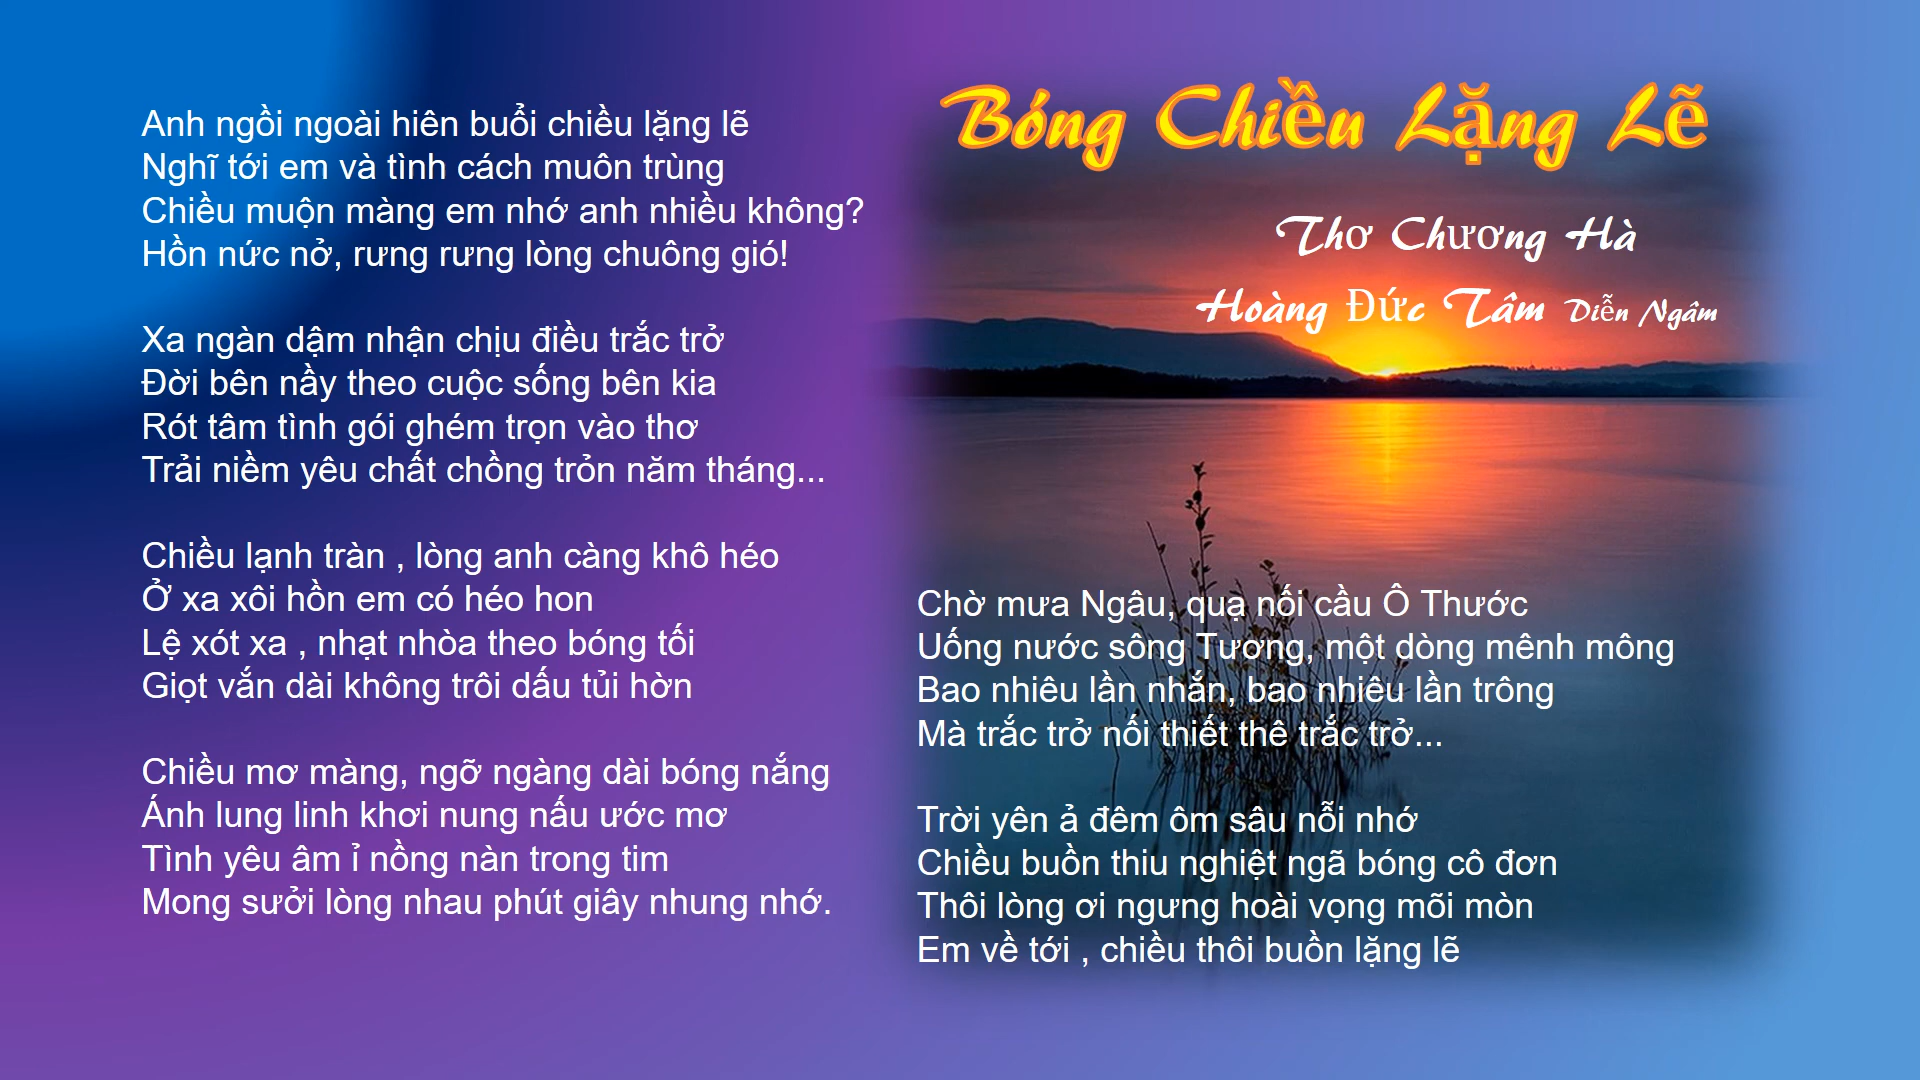 Bóng Chiều Lặng Lẽ
Thơ Chương Hà
Hoàng Đức Tâm Diễn Ngâm
Anh ngồi ngoài hiên buổi chiều lặng lẽ
Nghĩ tới em và tình cách muôn trùng
Chiều muộn màng em nhớ anh nhiều không?
Hồn nức nở, rưng rưng lòng chuông gió!
Xa ngàn dậm nhận chịu điều trắc trở
Đời bên nầy theo cuộc sống bên kia
Rót tâm tình gói ghém trọn vào thơ
Trải niềm yêu chất chồng trỏn năm tháng...
Chiều lạnh tràn , lòng anh càng khô héo
Ở xa xôi hồn em có héo hon
Lệ xót xa , nhạt nhòa theo bóng tối
Giọt vắn dài không trôi dấu tủi hờn
Chiều mơ màng, ngỡ ngàng dài bóng nắng
Ánh lung linh khơi nung nấu ước mơ
Tình yêu âm ỉ nồng nàn trong tim
Mong sưởi lòng nhau phút giây nhung nhớ.
Chờ mưa Ngâu, quạ nối cầu Ô Thước
Uống nước sông Tương, một dòng mênh mông
Bao nhiêu lần nhắn, bao nhiêu lần trông
Mà trắc trở nối thiết thê trắc trở...
Trời yên ả đêm ôm sâu nỗi nhớ
Chiều buồn thiu nghiệt ngã bóng cô đơn
Thôi lòng ơi ngưng hoài vọng mõi mòn
Em về tới , chiều thôi buồn lặng lẽ